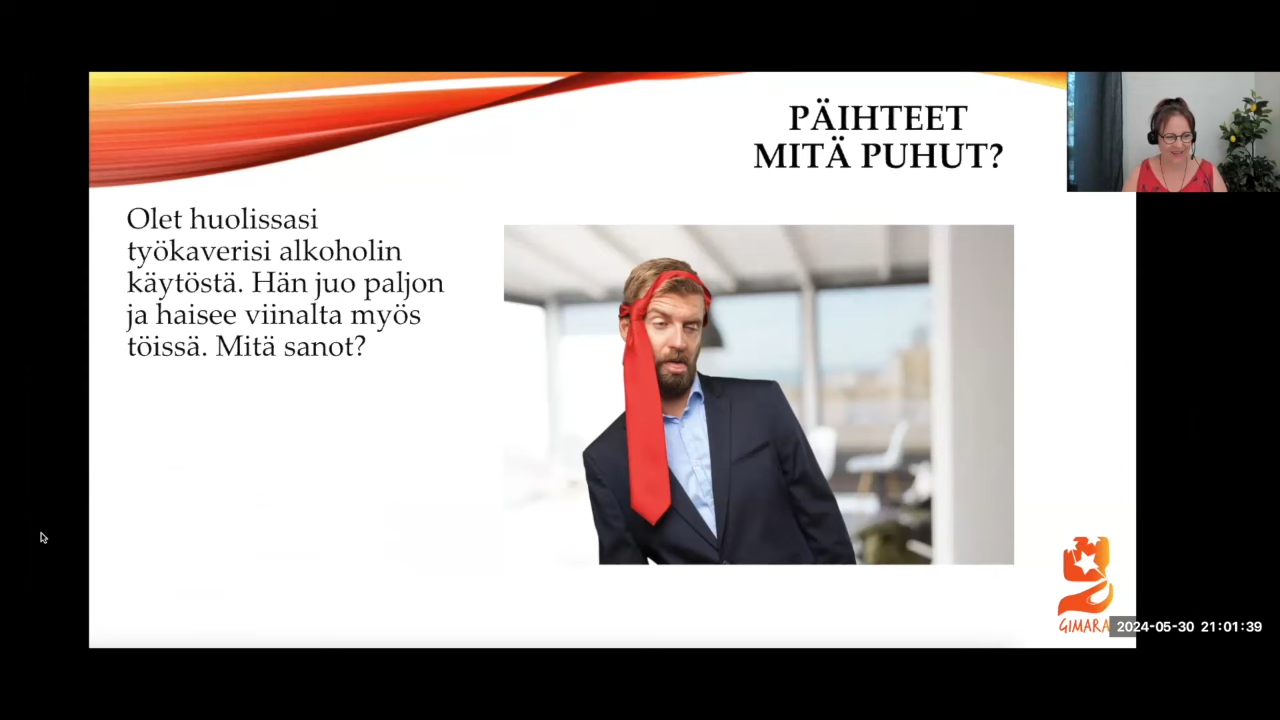 PÄIHTEET
MITÄ PUHUT?
Olet huolissasi
työkaverisi alkoholin
käytöstä. Hän juo paljon
ja haisee viinalta myös
töissä. Mitä sanot?
GIMARA
2024-05-30 21:01:39